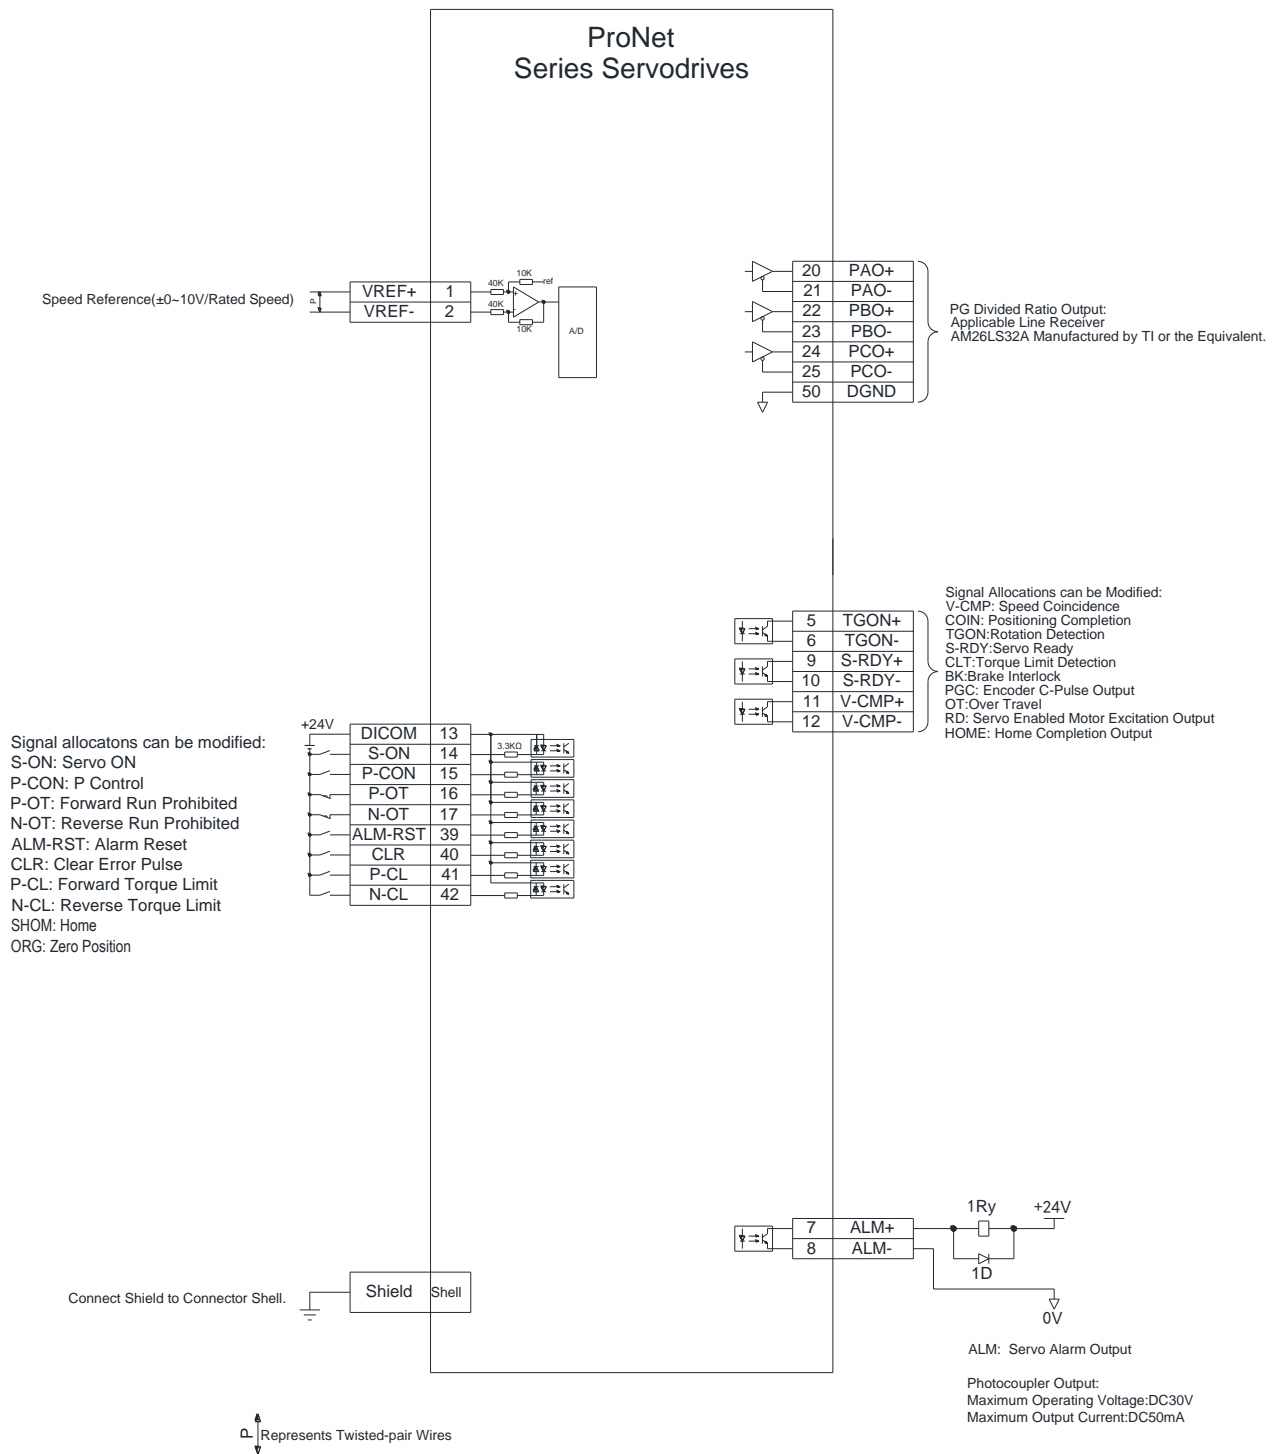 ProNet
Series Servodrives
Speed Reference(±0~10V/Rated Speed)
P
VREF+ 1
VREF- 2
40K
40K
10K
10K
ref
A/D
20 PAO+
21 PAO-
22 PBO+
23 PBO-
24 PCO+
25 PCO-
50 DGND
PG Divided Ratio Output:
Applicable Line Receiver
AM26LS32A Manufactured by TI or the Equivalent.
5 TGON+
6 TGON-
9 S-RDY+
10 S-RDY-
11 V-CMP+
12 V-CMP-
Signal Allocations can be Modified:
V-CMP: Speed Coincidence
COIN: Positioning Completion
TGON:Rotation Detection
S-RDY:Servo Ready
CLT:Torque Limit Detection
BK:Brake Interlock
PGC: Encoder C-Pulse Output
OT:Over Travel
RD: Servo Enabled Motor Excitation Output
HOME: Home Completion Output
Signal allocatons can be modified:
S-ON: Servo ON
P-CON: P Control
P-OT: Forward Run Prohibited
N-OT: Reverse Run Prohibited
ALM-RST: Alarm Reset
CLR: Clear Error Pulse
P-CL: Forward Torque Limit
N-CL: Reverse Torque Limit
SHOM: Home
ORG: Zero Position
+24V
DICOM 13
S-ON 14
P-CON 15
P-OT 16
N-OT 17
ALM-RST 39
CLR 40
P-CL 41
N-CL 42
3.3KΩ
7 ALM+
8 ALM-
1Ry
+24V
1D
0V
ALM: Servo Alarm Output
Photocoupler Output:
Maximum Operating Voltage:DC30V
Maximum Output Current:DC50mA
Connect Shield to Connector Shell.
Shield Shell
P Represents Twisted-pair Wires